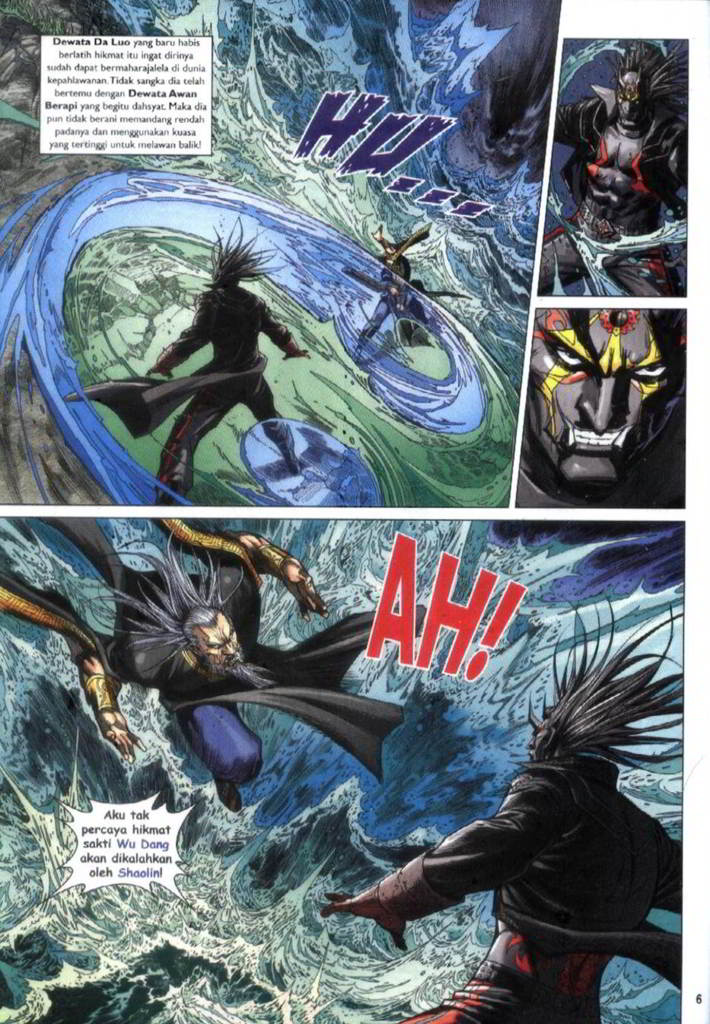 Dewata Da Luo yang baru habis
berlatih hikmat itu ingat dirinya
sudah dapat bermaharajalela di dunia
kepahlawanan. Tidak sangka dia telah
bertemu dengan Dewata Awan
Berapi yang begitu dahsyat. Maka dia
pun tidak berani memandang rendah
padanya dan menggunakan kuasa
yang tertinggi untuk melawan balik!
HU...
AH!
Aku tak
percaya hikmat
sakti Wu Dang
akan dikalahkan
oleh Shaolin!
6